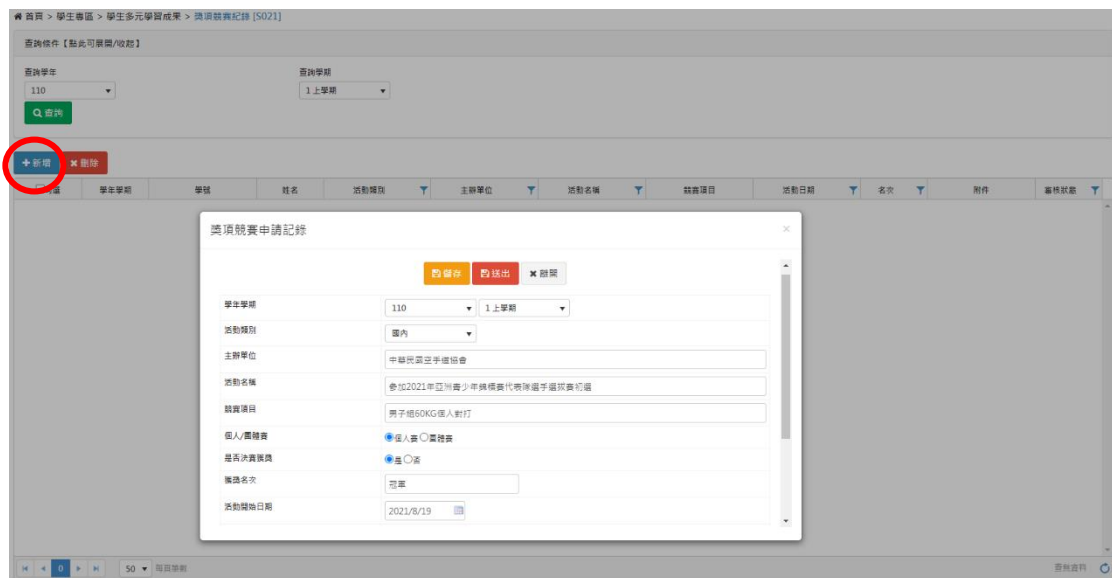 首頁 > 學生專區 > 學生多元學習成果 > 獎項競賽紀錄 [S021]
查詢條件【點此可展開/收起】
查詢學年 查詢學期
110 1 上學期
查詢
+新增 ✖刪除
學年學期 學號 姓名 活動類別 主辦單位 活動名稱 競賽項目 活動日期 名次 附件 審核狀態
獎項競賽申請記錄 ×
儲存 送出 ✖離開
學年學期 110 1 上學期
活動類別 國內
主辦單位 中華民國空手道協會
活動名稱 參加2021年亞洲青少年錦標賽代表隊選手選拔賽初選
競賽項目 男子組60KG個人對打
個人/團體賽 個人賽 團體賽
是否決賽獲獎 是 否
獲獎名次 冠軍
活動開始日期 2021/8/19
0 50 每頁筆數 查無資料